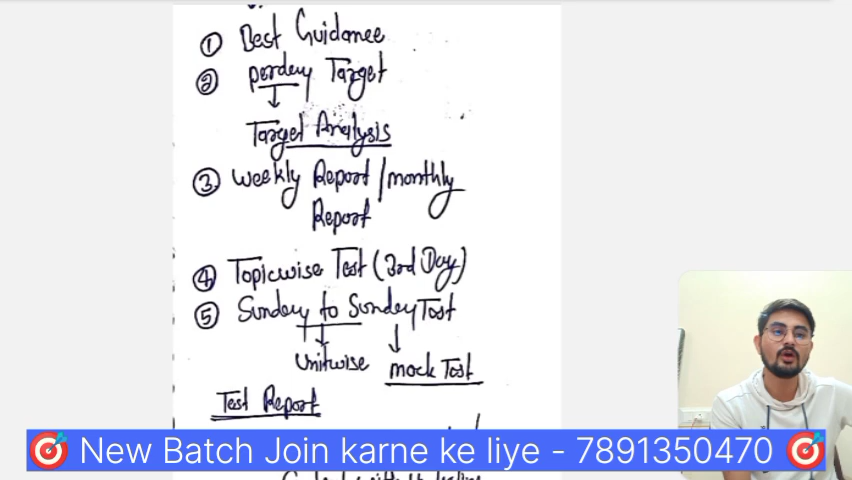 ① Best Guidance
② perday Target
↓
Target Analysis
③ Weekly Report / monthly
Report
④ Topicwise Test (3rd Day)
⑤ Sunday to Sunday Test
↓ ↓
Unitwise mock Test
Test Report
🎯 New Batch Join karne ke liye - 7891350470 🎯